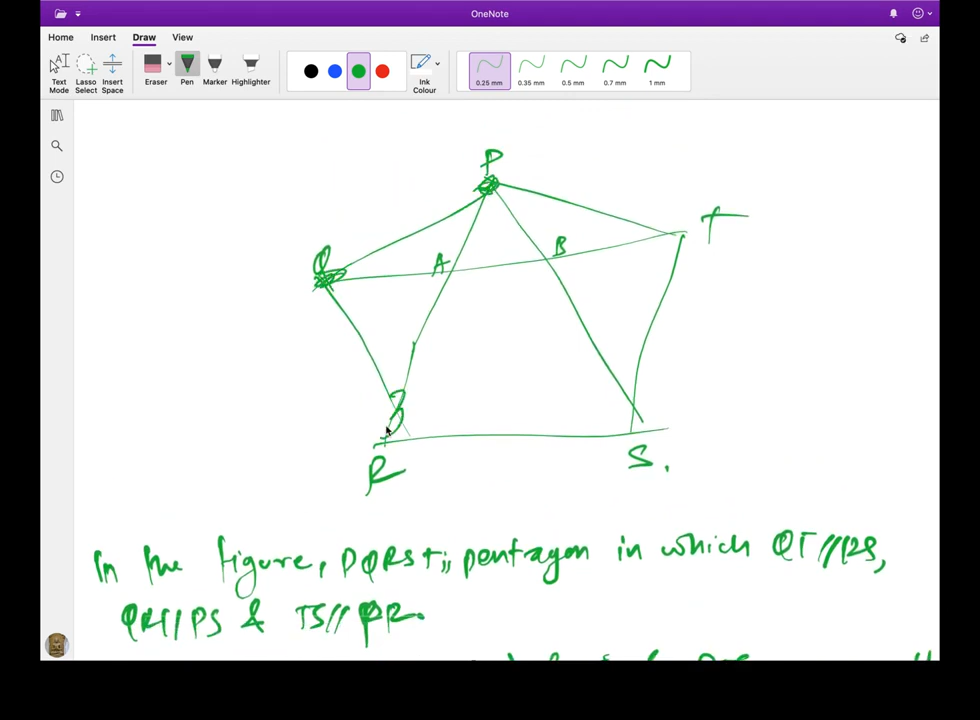 OneNote
Home Insert Draw View
Text Mode
Lasso Select
Insert Space
Eraser
Pen
Marker
Highlighter
Ink Colour
0.25 mm
0.35 mm
0.5 mm
0.7 mm
1 mm
P
T
Q A B
R S.
In the figure, PQRST is pentagon in which QT//RS,
QR//PS & TS//PR.